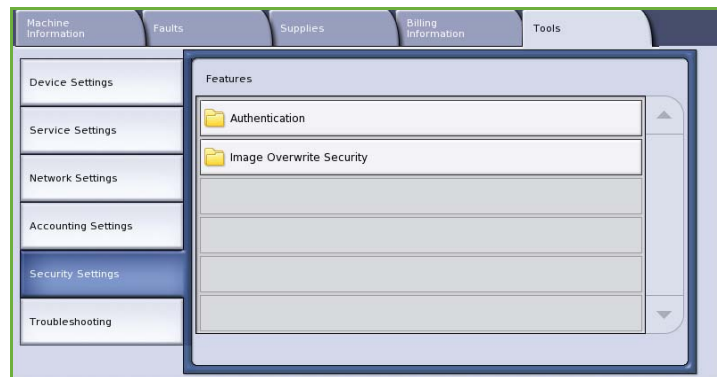 Machine
Information
Faults
Supplies
Billing
Information
Tools
Device Settings
Service Settings
Network Settings
Accounting Settings
Security Settings
Troubleshooting
Features
Authentication
Image Overwrite Security